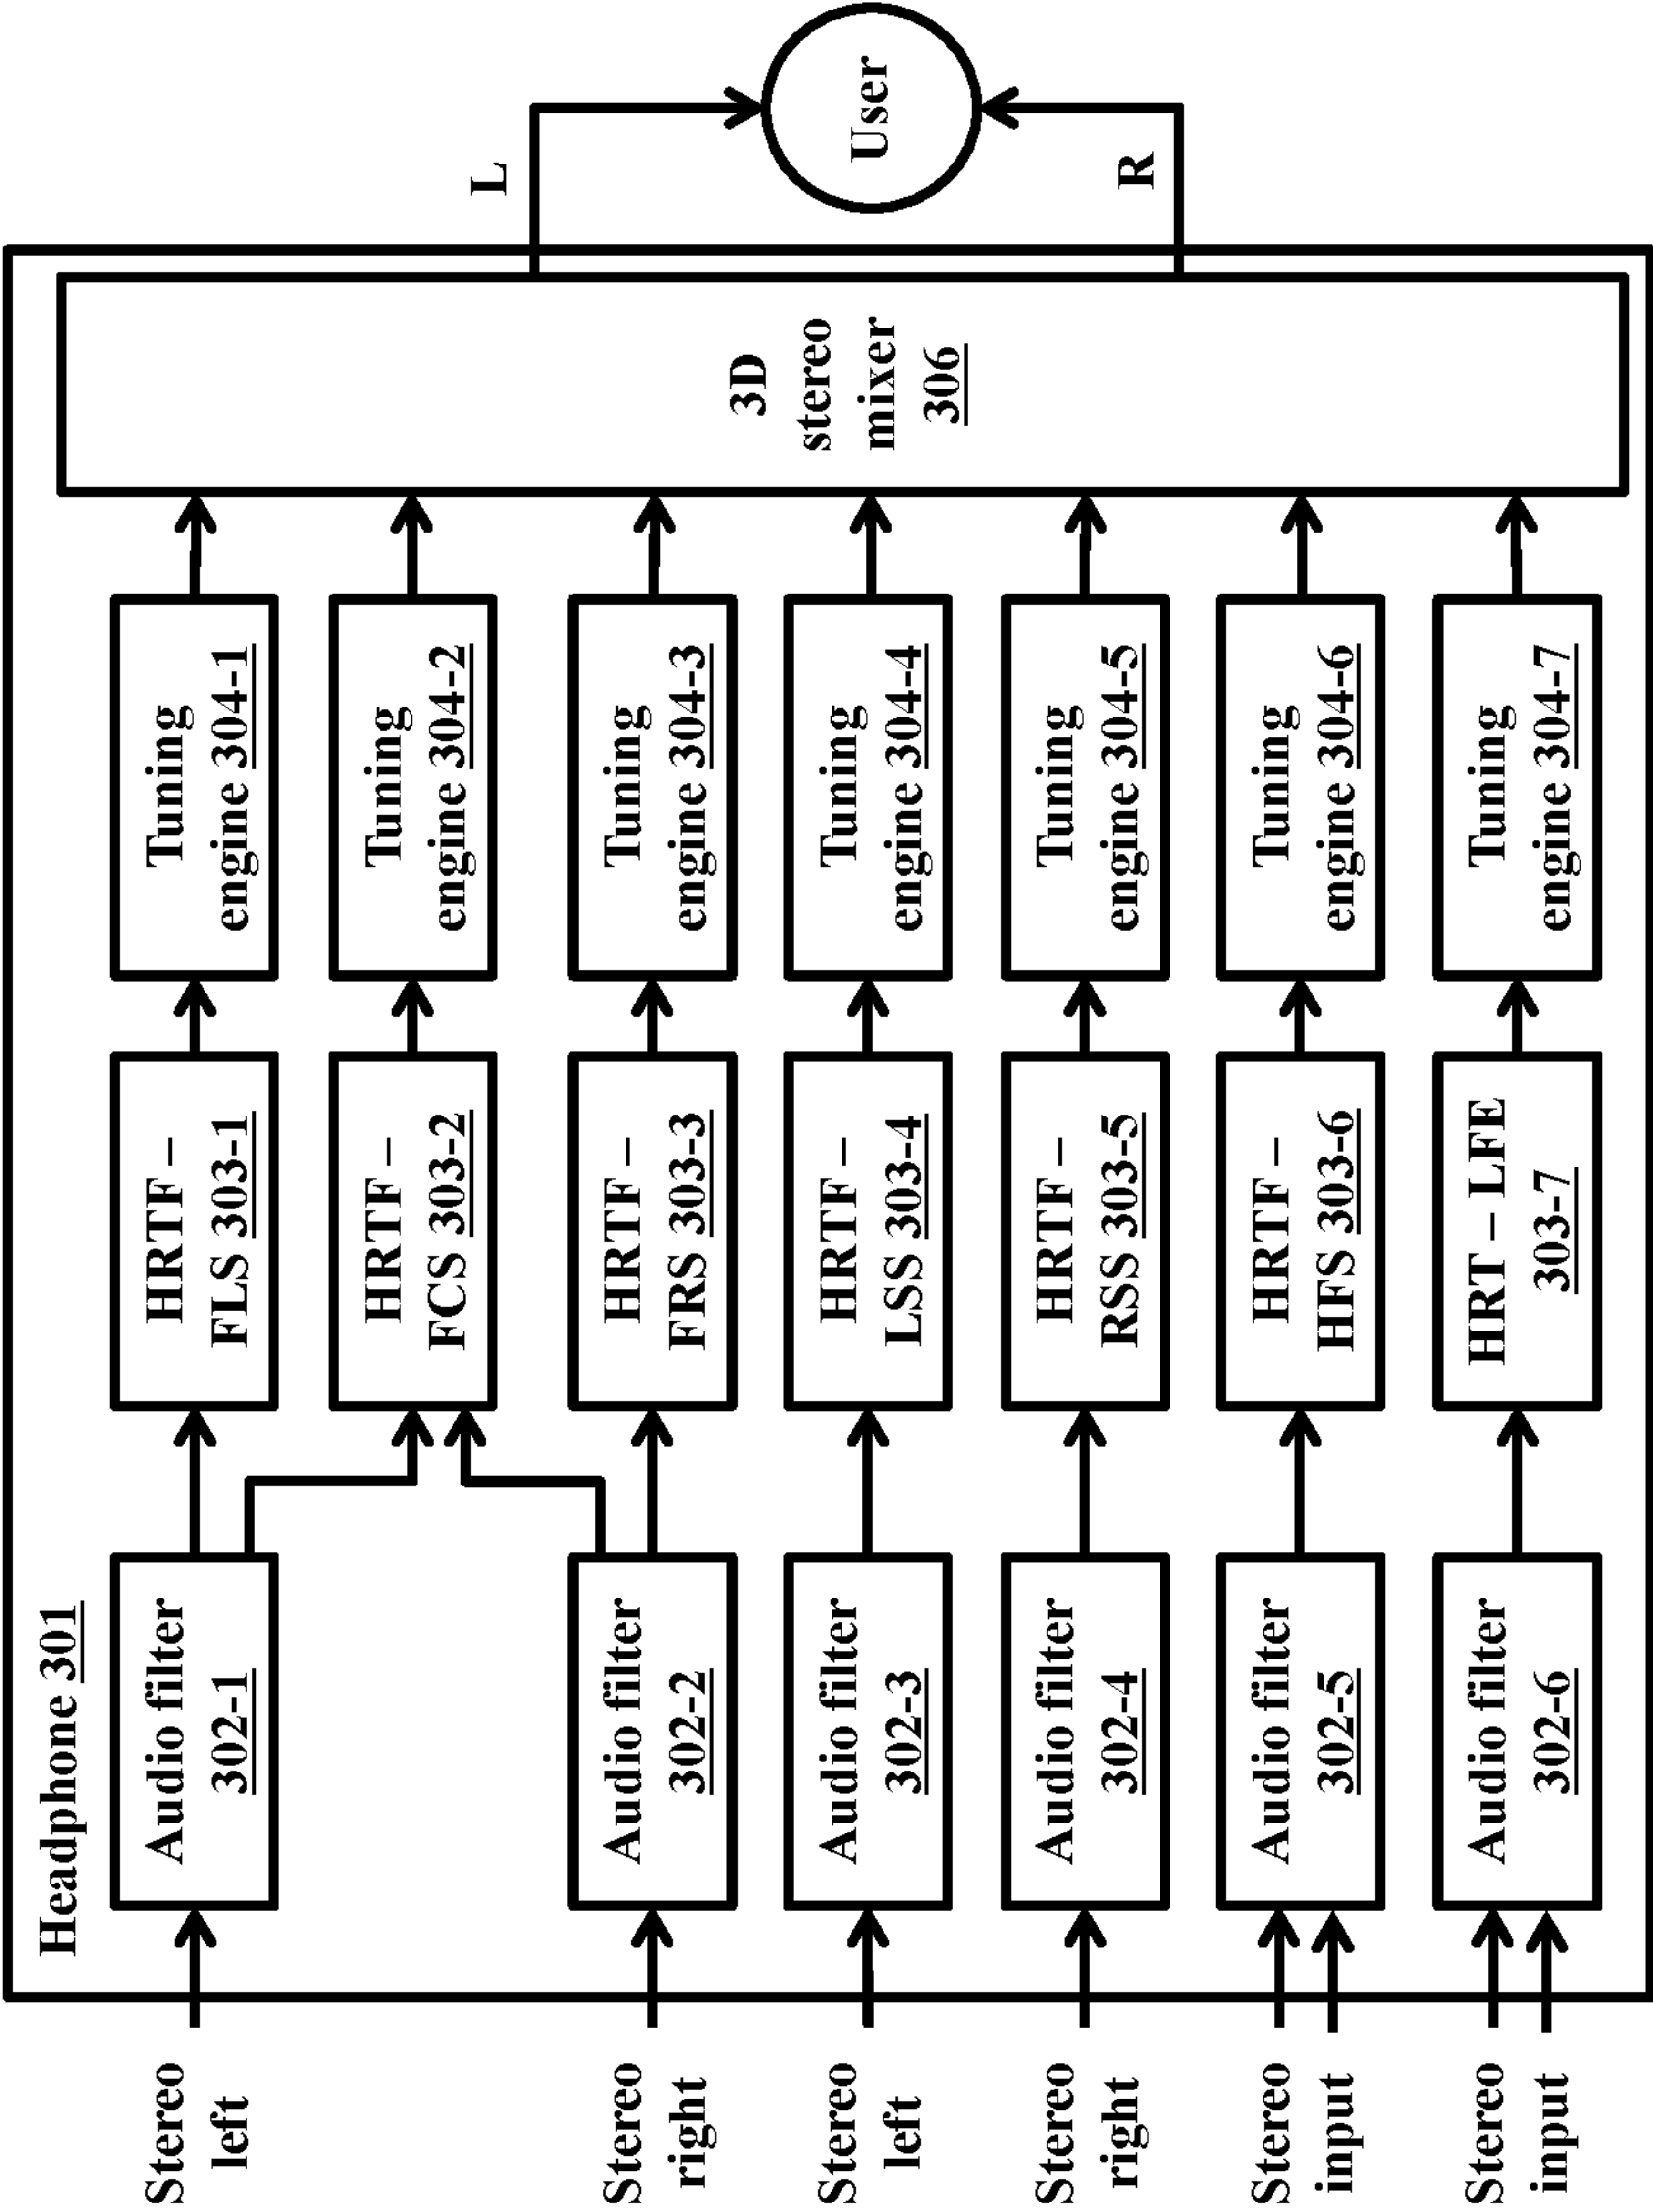 Headphone 301
Stereo
left
Audio filter
302-1
HRTF –
FLS 303-1
Tuning
engine 304-1
HRTF –
FCS 303-2
Tuning
engine 304-2
Stereo
right
Audio filter
302-2
HRTF –
FRS 303-3
Tuning
engine 304-3
Stereo
left
Audio filter
302-3
HRTF –
LSS 303-4
Tuning
engine 304-4
Stereo
right
Audio filter
302-4
HRTF –
RSS 303-5
Tuning
engine 304-5
Stereo
input
Audio filter
302-5
HRTF –
HFS 303-6
Tuning
engine 304-6
Stereo
input
Audio filter
302-6
HRT – LFE
303-7
Tuning
engine 304-7
3D
stereo
mixer
306
L
R
User